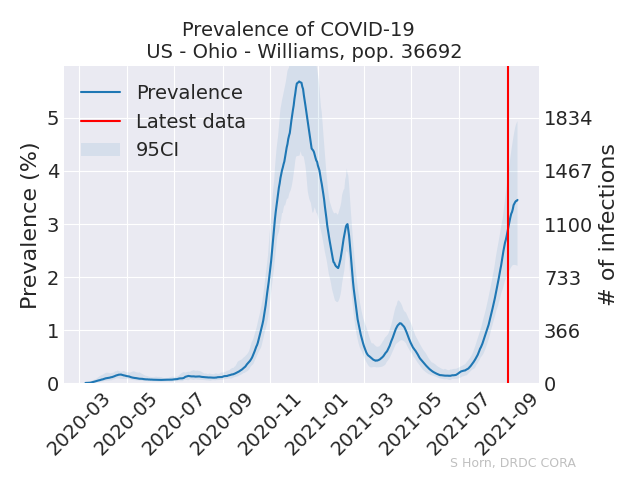 Prevalence of COVID-19
US - Ohio - Williams, pop. 36692
Prevalence
Latest data
95CI
Prevalence (%)
5
4
3
2
1
0
# of infections
1834
1467
1100
733
366
0
2020-03
2020-05
2020-07
2020-09
2020-11
2021-01
2021-03
2021-05
2021-07
2021-09
S Horn, DRDC CORA